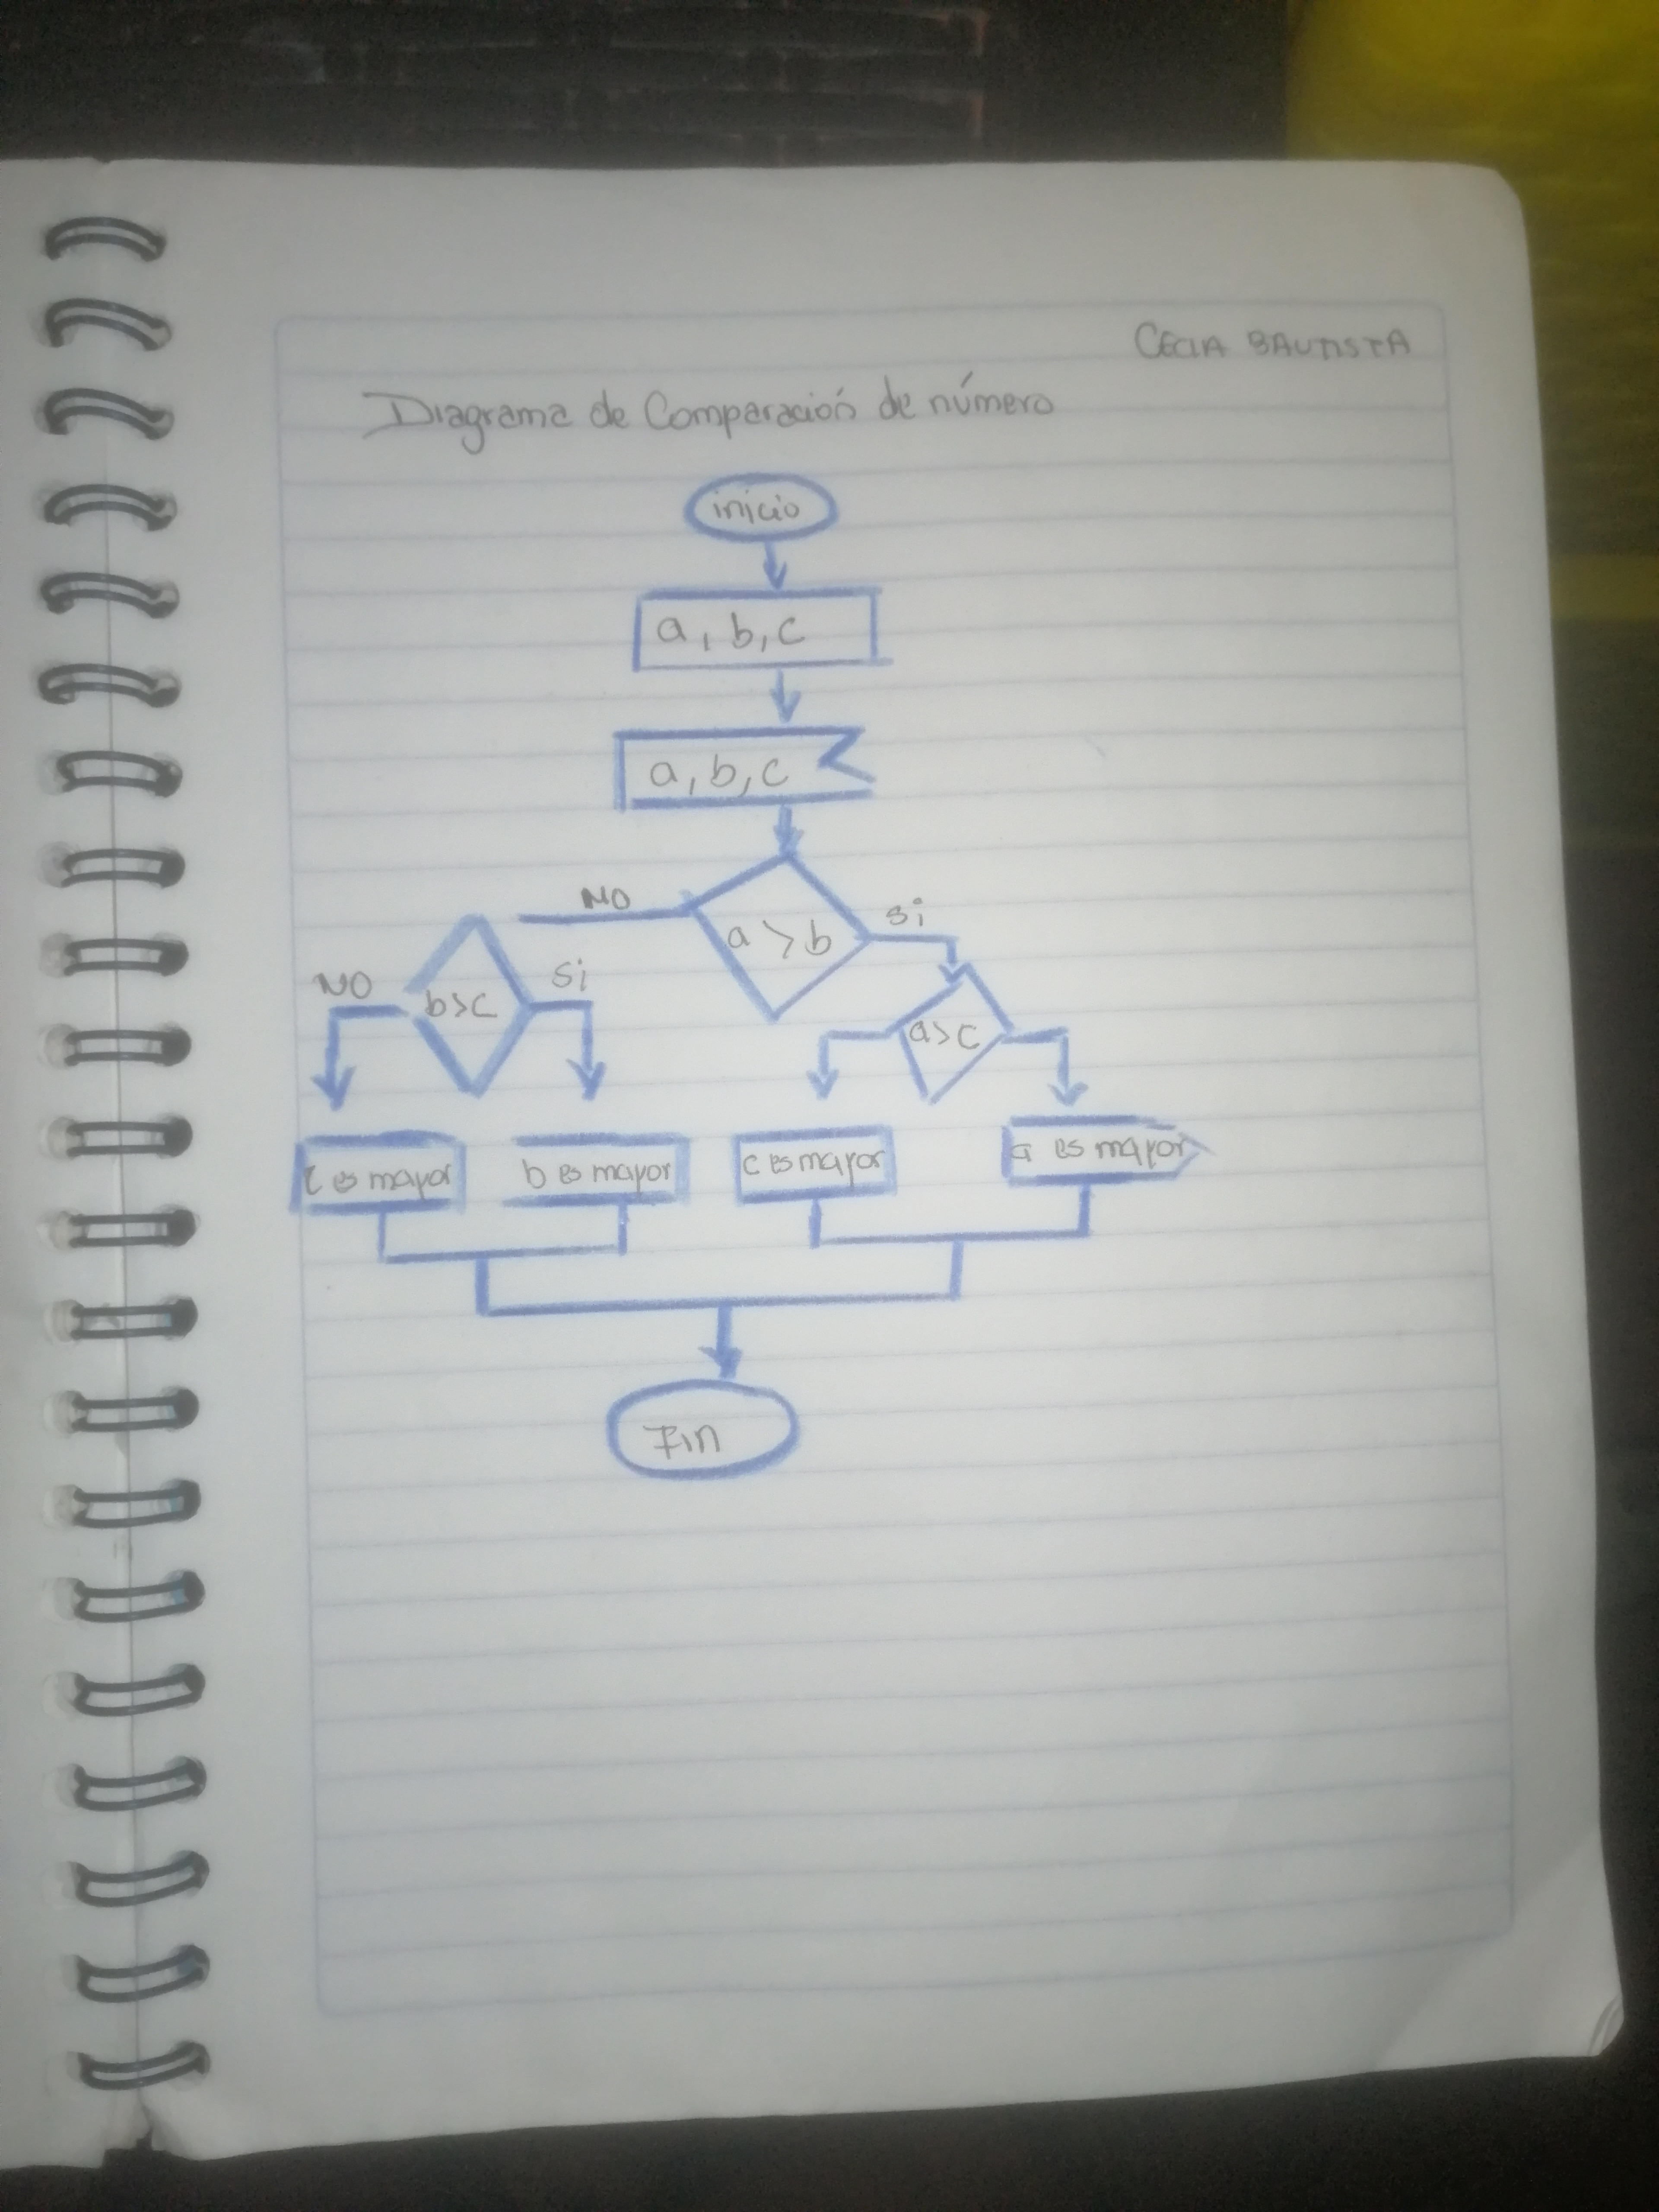 CECIA BAUTISTA
Diagrama de Comparación de número
inicio
a, b, c
a, b, c
NO
a > b
si
NO
b>c
Si
a>c
c es mayor
b es mayor
c es mayor
a es mayor
Fin